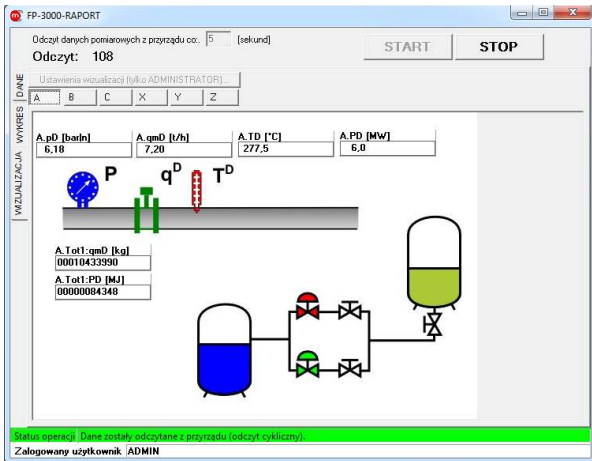 FP-3000-RAPORT
Odczyt danych pomiarowych z przyrządu co:. 5 [sekund]
Odczyt: 108
START STOP
Ustawienia wizualizacji (tylko ADMINISTRATOR)...
A B C X Y Z
DANE
WYKRES
WIZUALIZACJA
A.pD [bar|n] A.qmD [t/h] A.TD [°C] A.PD [MW]
6,18 7,20 277,5 6,0
P qD TD
A.Tot1:qmD [kg]
00010433990
A.Tot1:PD [MJ]
00000084348
Status operacji Dane zostały odczytane z przyrządu (odczyt cykliczny).
Zalogowany użytkownik ADMIN